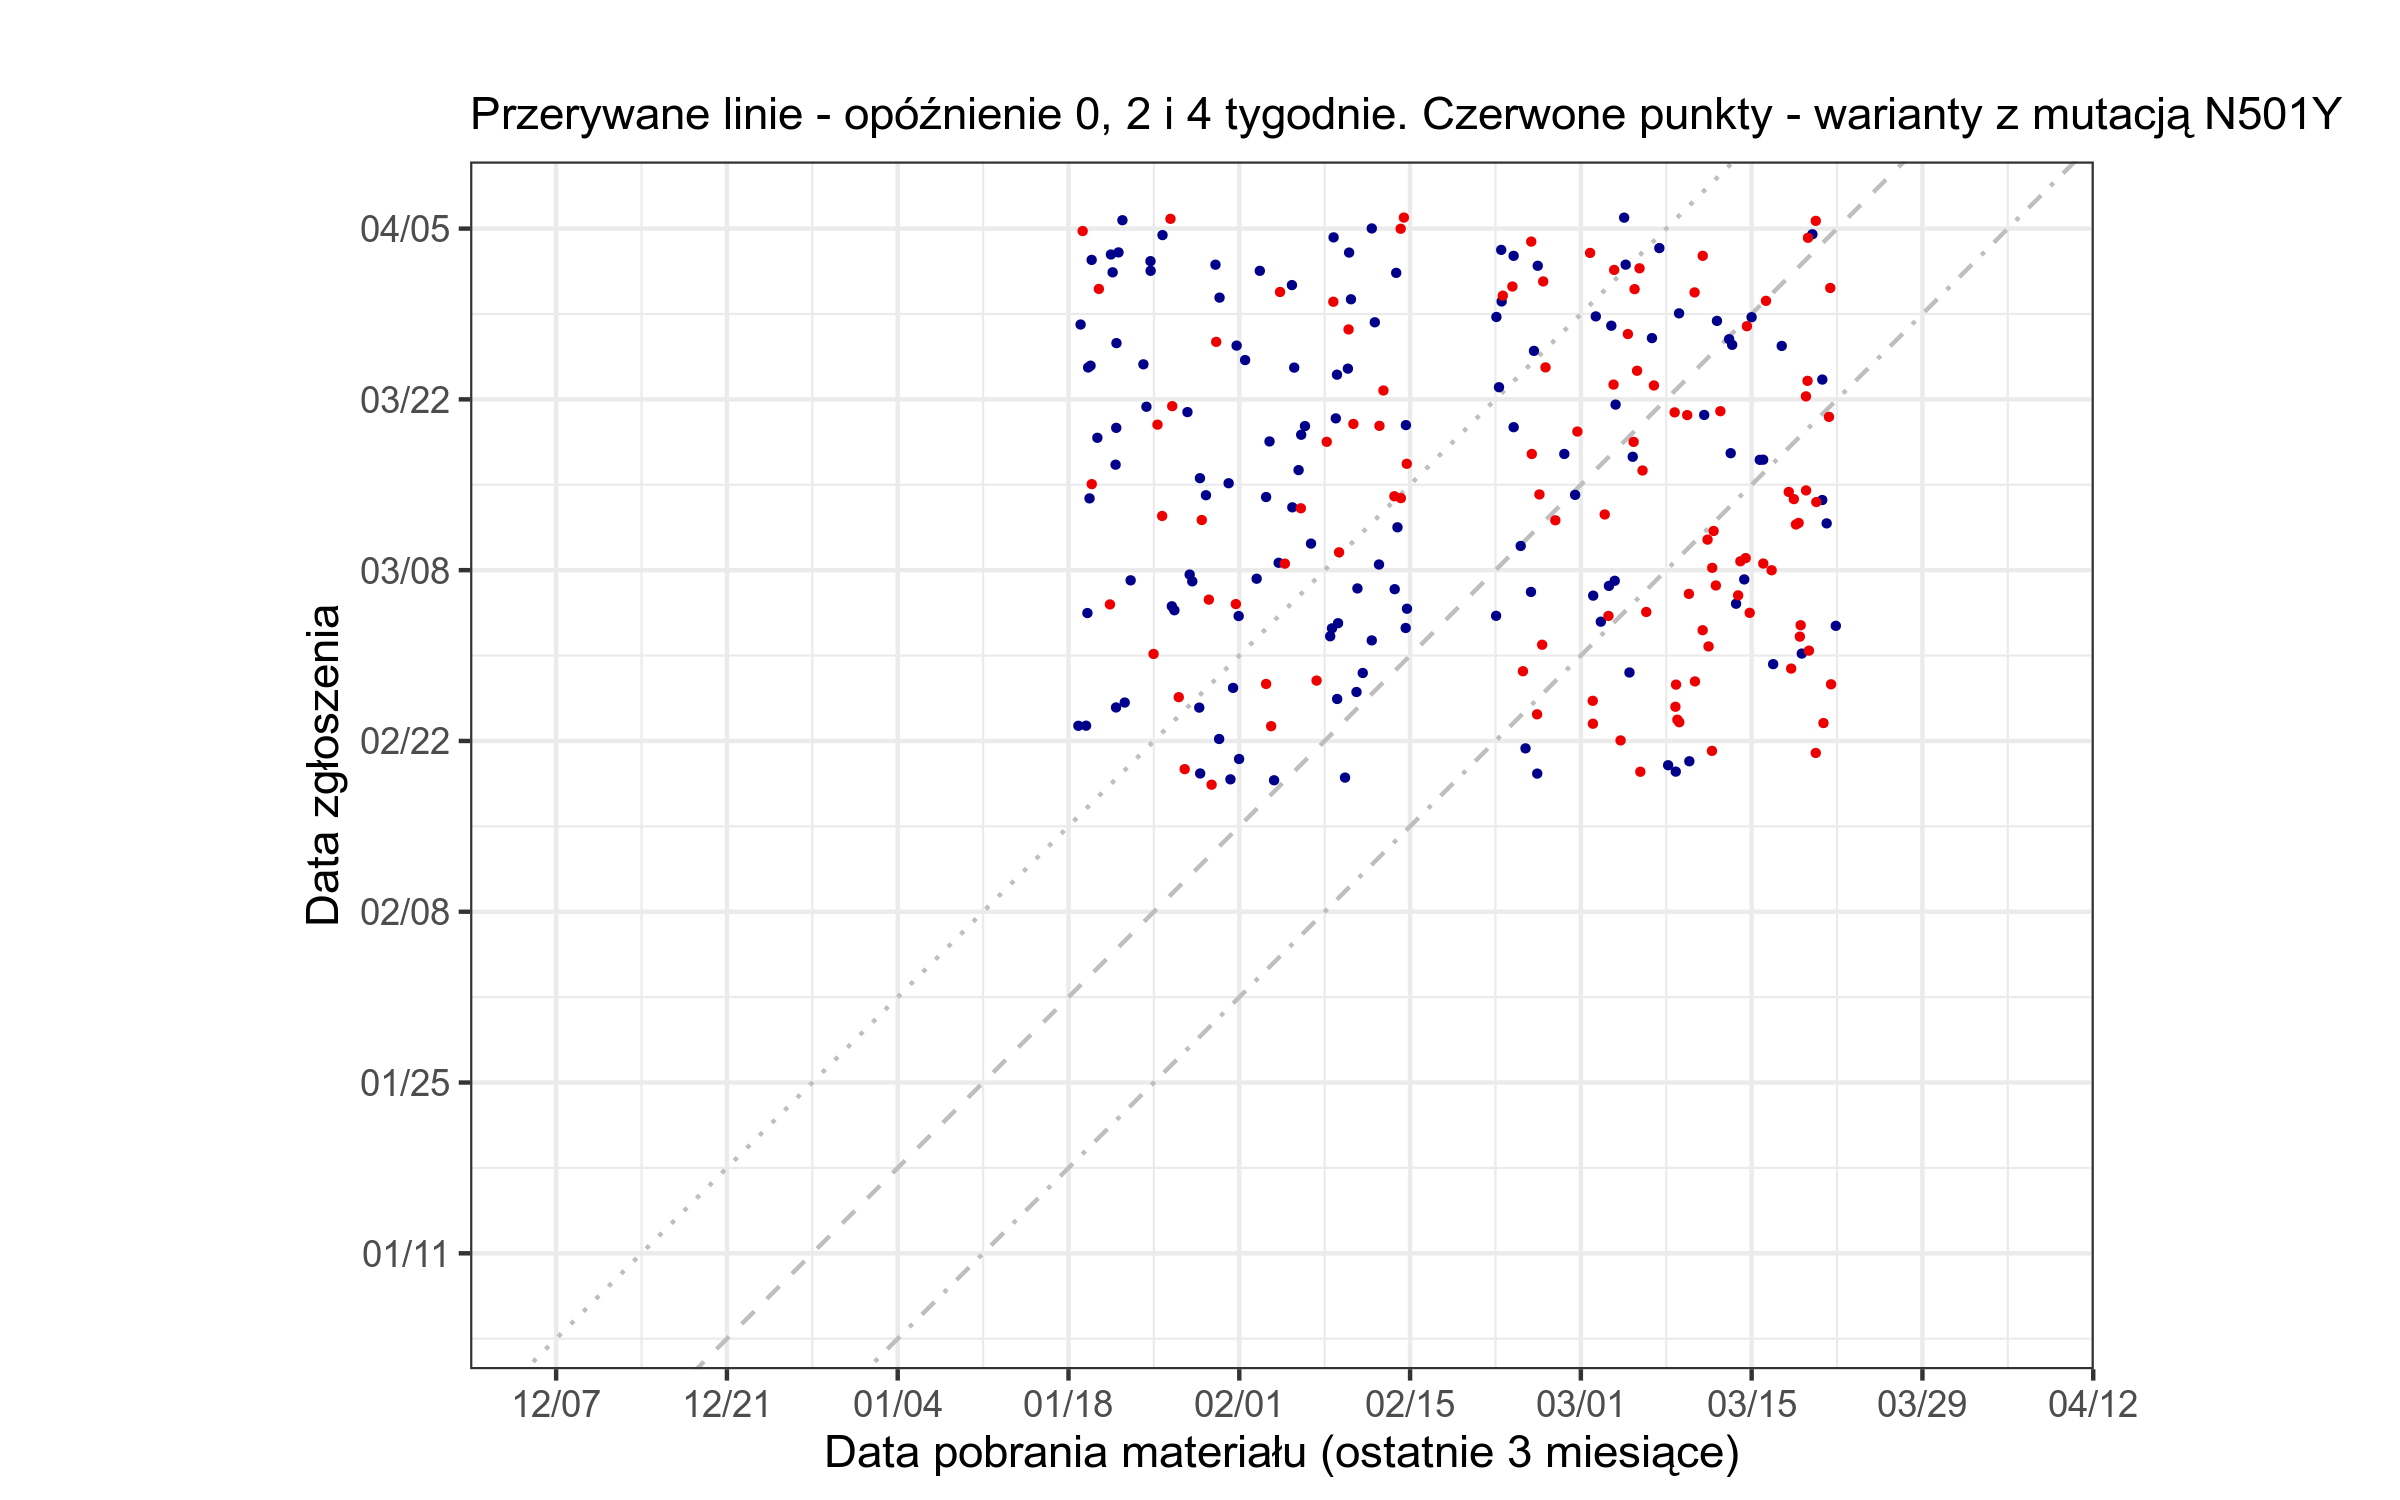 Przerywane linie - opóźnienie 0, 2 i 4 tygodnie. Czerwone punkty - warianty z mutacją N501Y
04/05
03/22
03/08
02/22
02/08
01/25
01/11
Data zgłoszenia
12/07 12/21 01/04 01/18 02/01 02/15 03/01 03/15 03/29 04/12
Data pobrania materiału (ostatnie 3 miesiące)